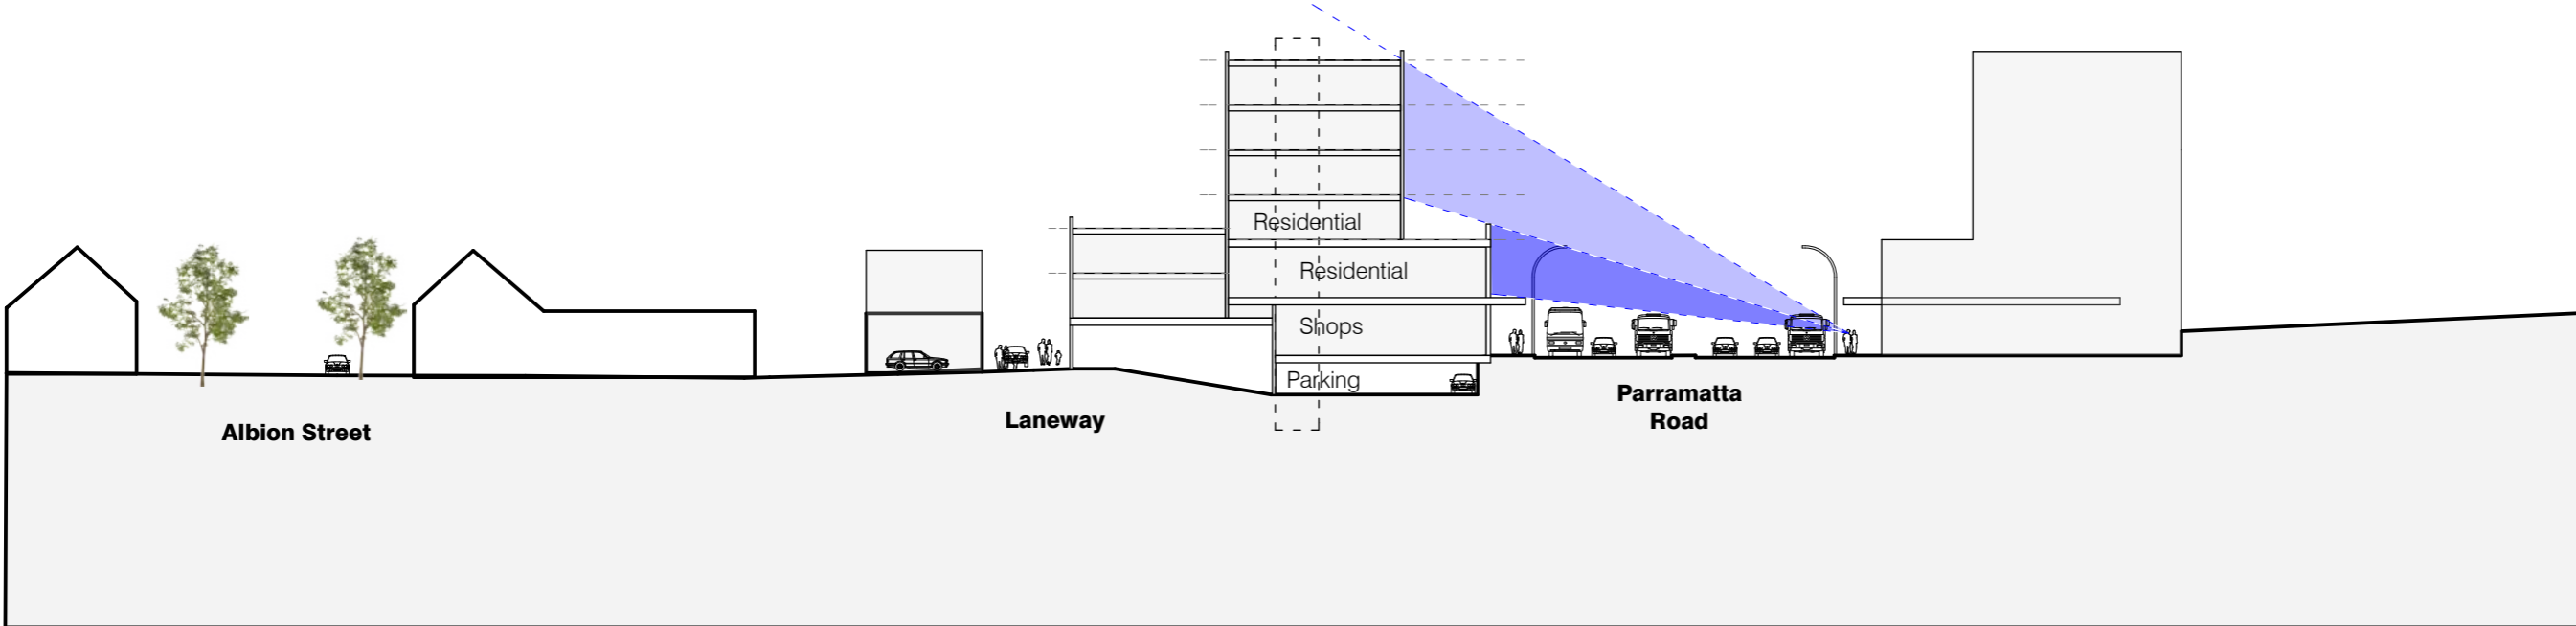 Residential
Residential
Shops
Parking
Albion Street
Laneway
Parramatta
Road